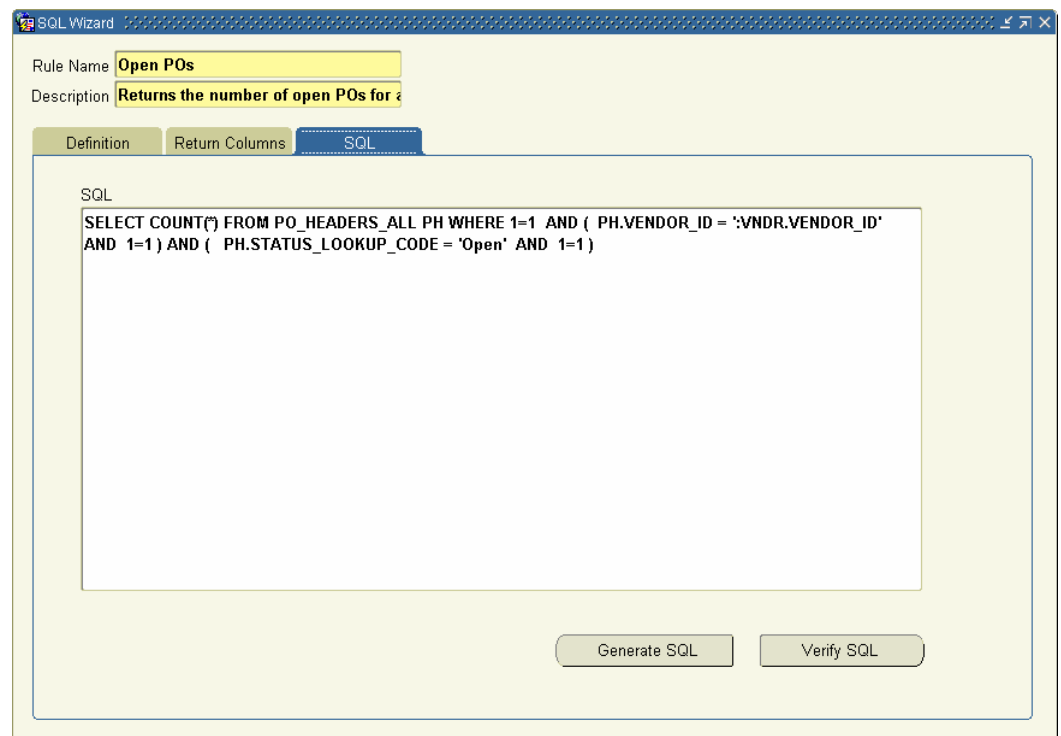 SQL Wizard
Rule Name Open POs
Description Returns the number of open POs for a
Definition Return Columns SQL
SQL
SELECT COUNT(*) FROM PO_HEADERS_ALL PH WHERE 1=1 AND ( PH.VENDOR_ID = ':VNDR.VENDOR_ID'
AND 1=1 ) AND ( PH.STATUS_LOOKUP_CODE = 'Open' AND 1=1 )
Generate SQL Verify SQL